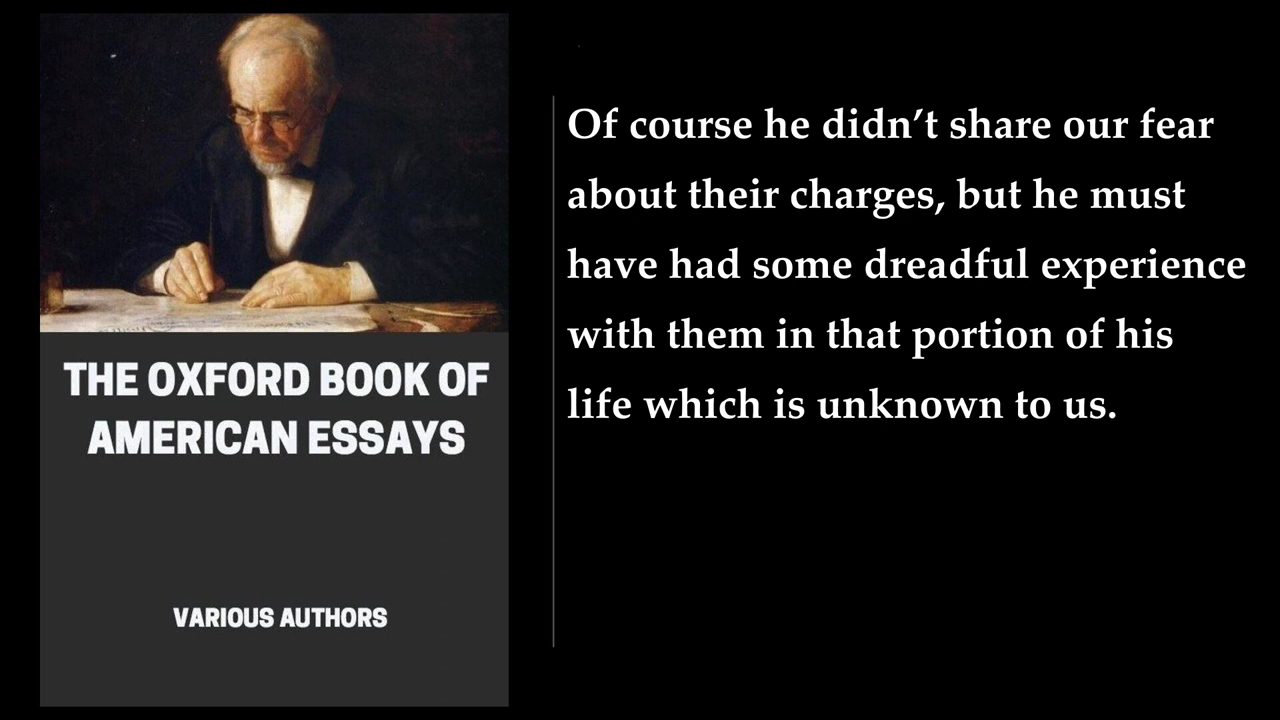 THE OXFORD BOOK OF
AMERICAN ESSAYS
VARIOUS AUTHORS
Of course he didn’t share our fear
about their charges, but he must
have had some dreadful experience
with them in that portion of his
life which is unknown to us.